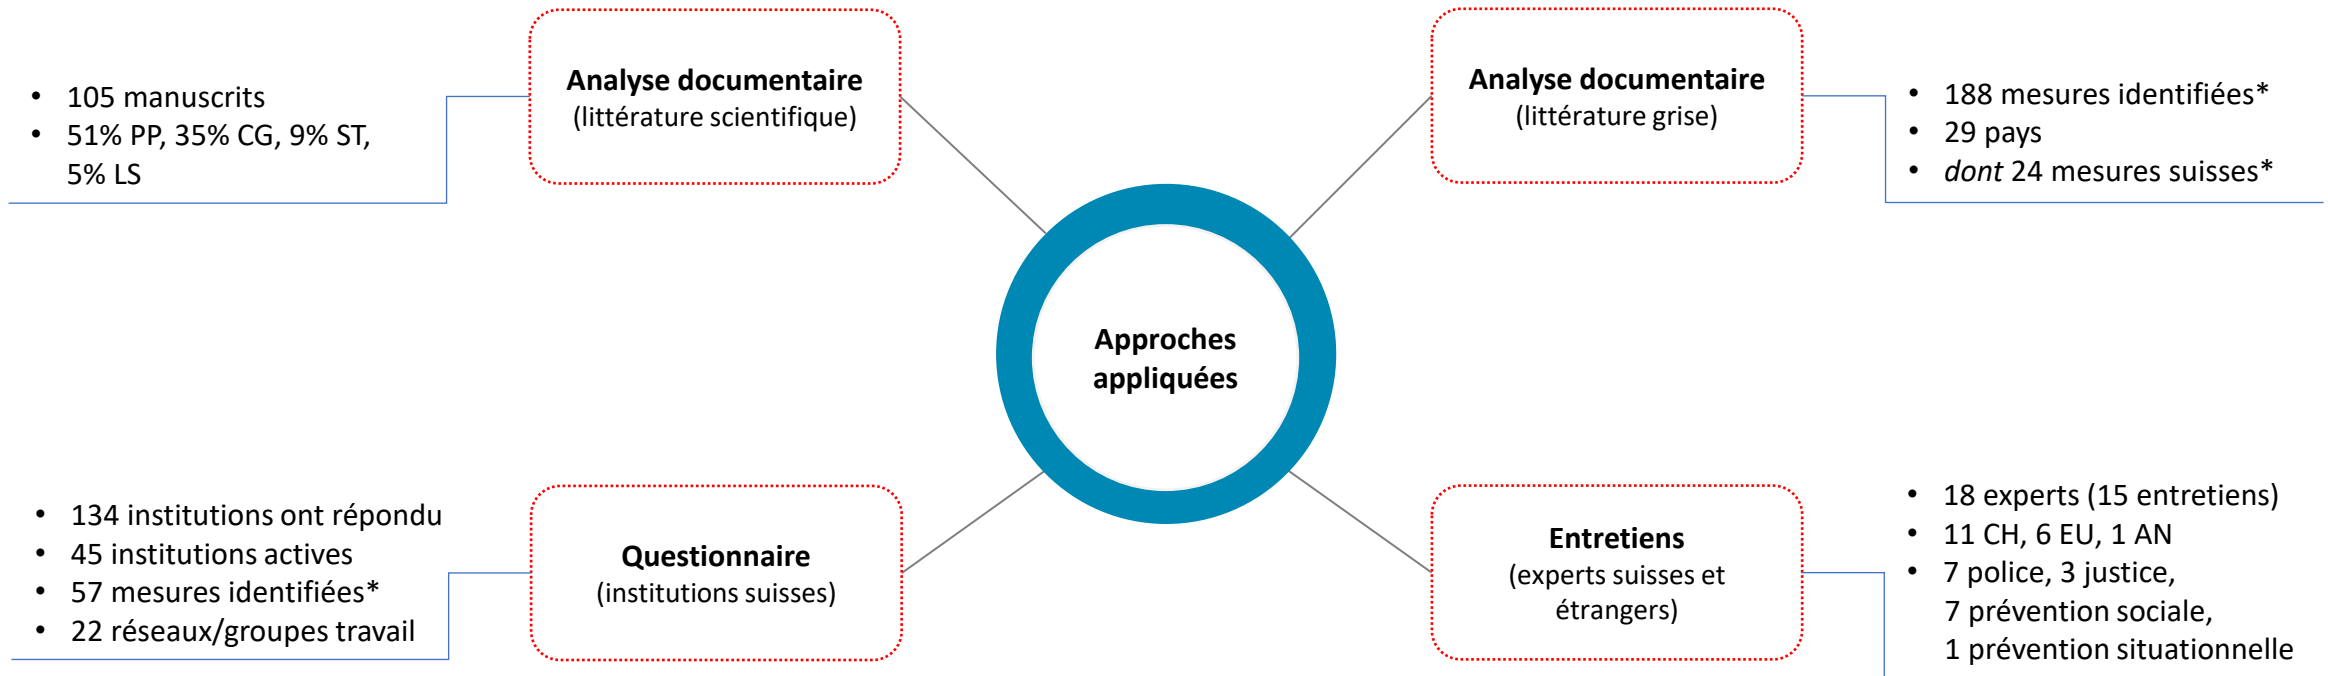 Analyse documentaire
(littérature scientifique)
• 105 manuscrits
• 51% PP, 35% CG, 9% ST,
5% LS
Analyse documentaire
(littérature grise)
• 188 mesures identifiées*
• 29 pays
• dont 24 mesures suisses*
Approches
appliquées
Questionnaire
(institutions suisses)
• 134 institutions ont répondu
• 45 institutions actives
• 57 mesures identifiées*
• 22 réseaux/groupes travail
Entretiens
(experts suisses et
étrangers)
• 18 experts (15 entretiens)
• 11 CH, 6 EU, 1 AN
• 7 police, 3 justice,
7 prévention sociale,
1 prévention situationnelle